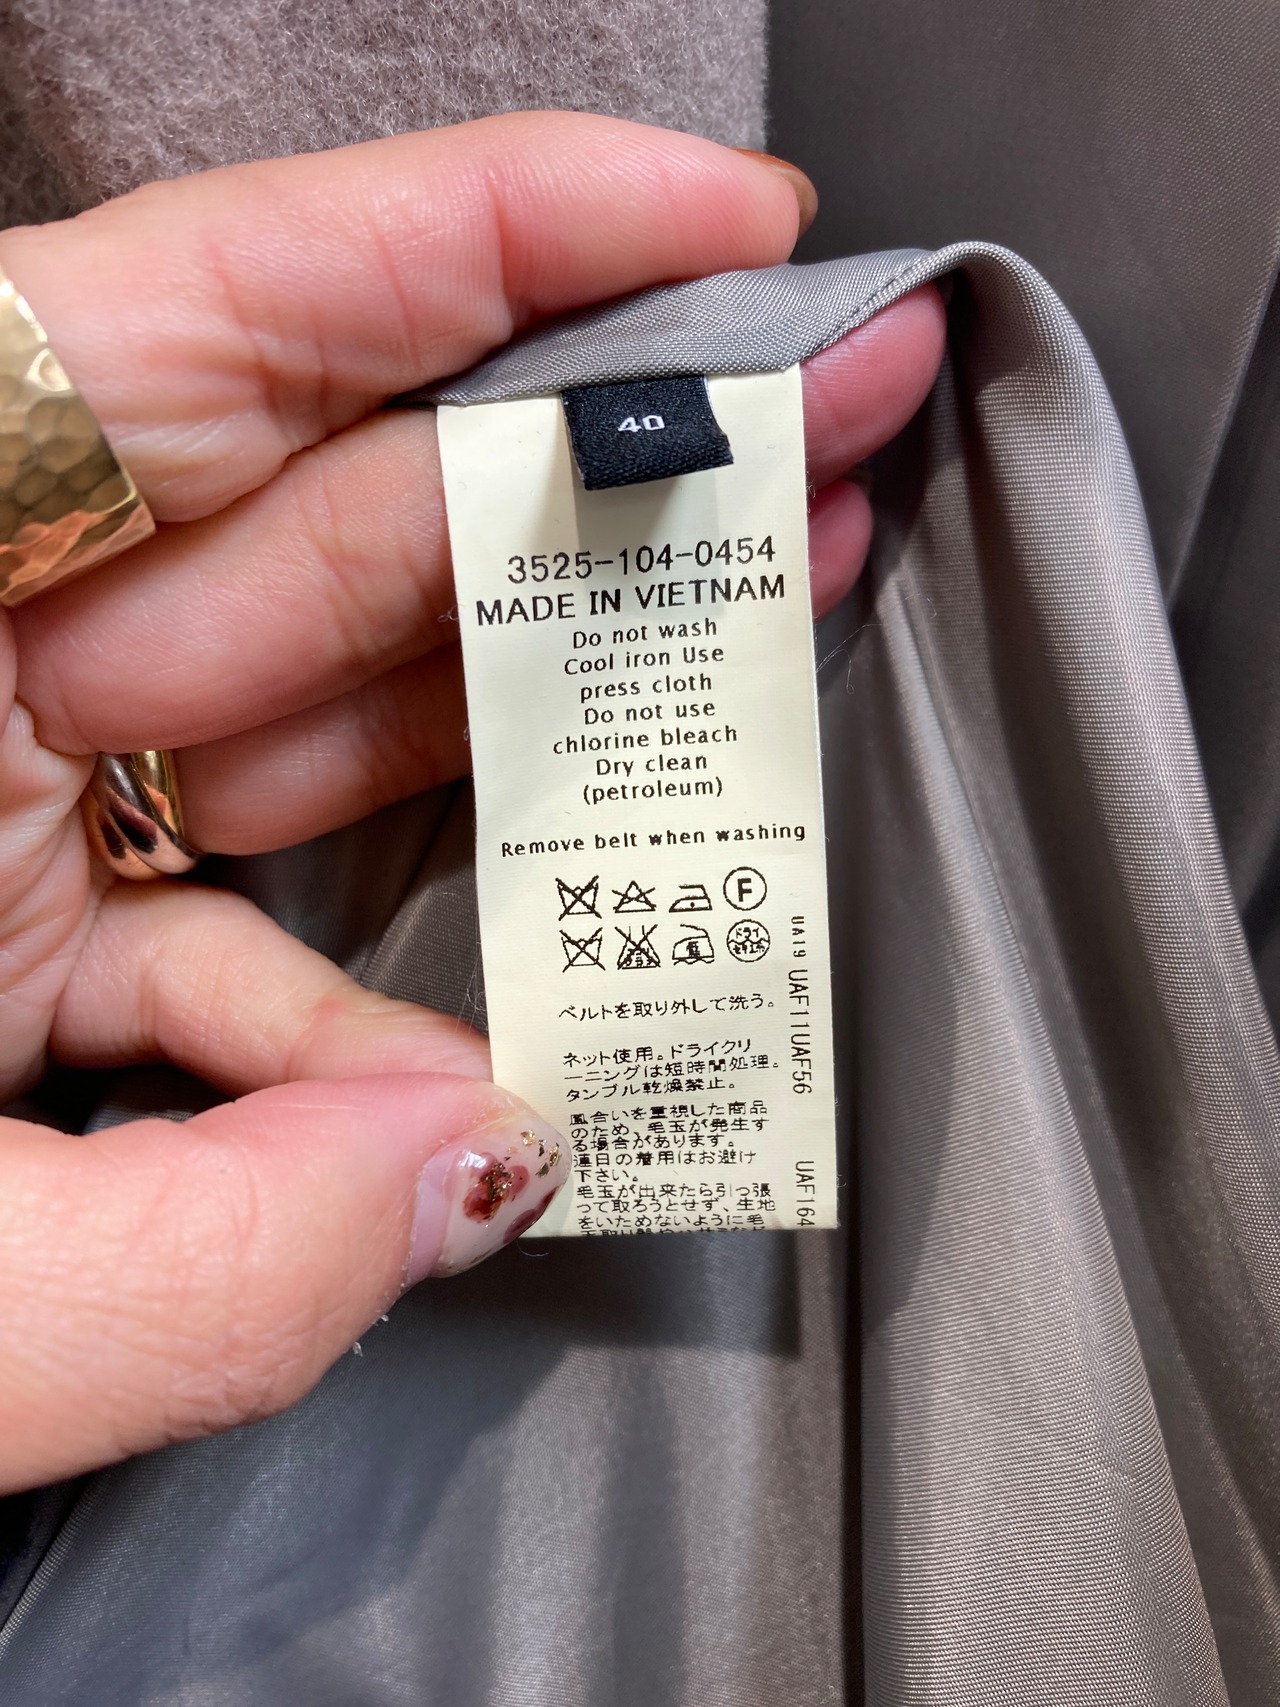 40
3525-104-0454
MADE IN VIETNAM
Do not wash
Cool iron Use
press cloth
Do not use
chlorine bleach
Dry clean
(petroleum)
Remove belt when washing
F
ドライ
セキユ系
UA19 UAF11UAF56
UAF164
ベルトを取り外して洗う。
ネット使用。ドライクリ
ーニングは短時間処理。
タンブル乾燥禁止。
風合いを重視した商品
のため、毛玉が発生す
る場合があります。
連日の着用はお避け
下さい。
毛玉が出来たら引っ張
って取ろうとせず、生地
をいためないように毛